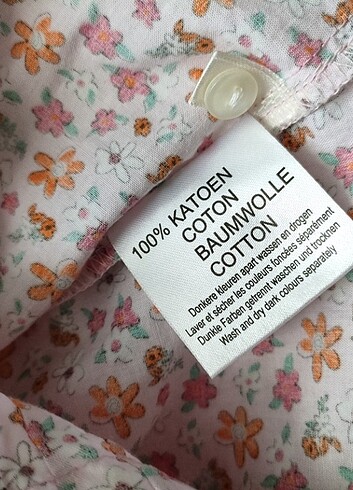 100% KATOEN
COTON
BAUMWOLLE
COTTON
Donkere kleuren apart wassen en drogen
Laver et sécher les couleurs foncées séparément
Dunkle Farben getrennt waschen und trocknen
Wash and dry dark colours separately